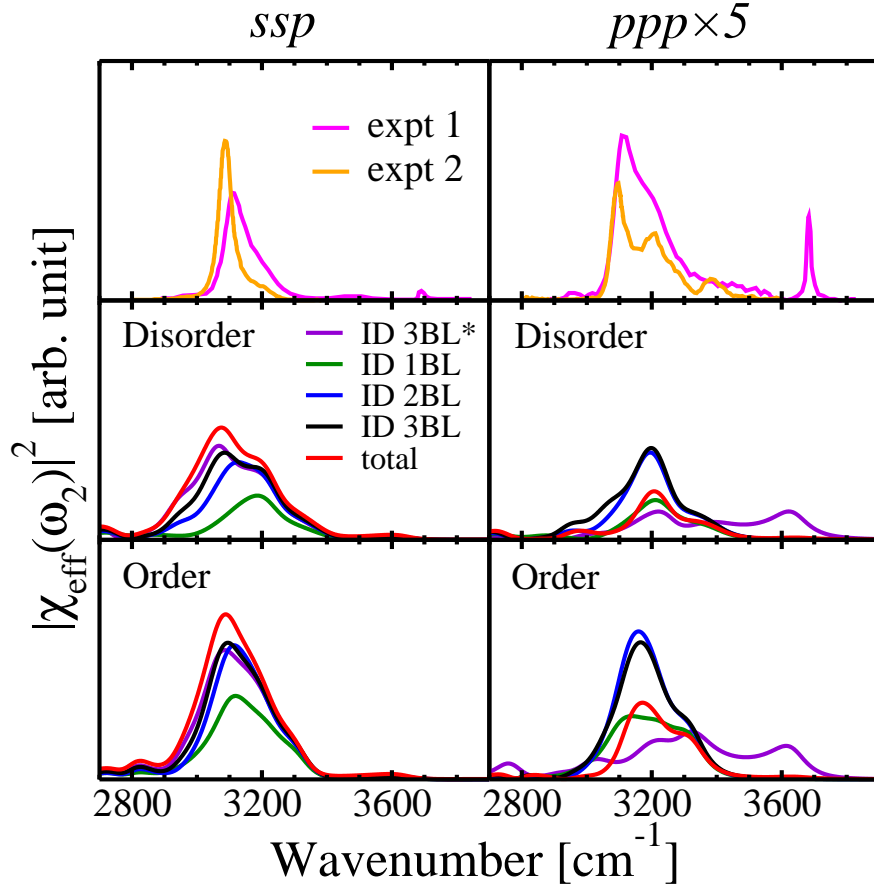 ssp
ppp×5
expt 1
expt 2
Disorder
ID 3BL*
ID 1BL
ID 2BL
ID 3BL
total
Disorder
Order
Order
|χeff(ω2)|² [arb. unit]
2800 3200 3600 2800 3200 3600
Wavenumber [cm⁻¹]